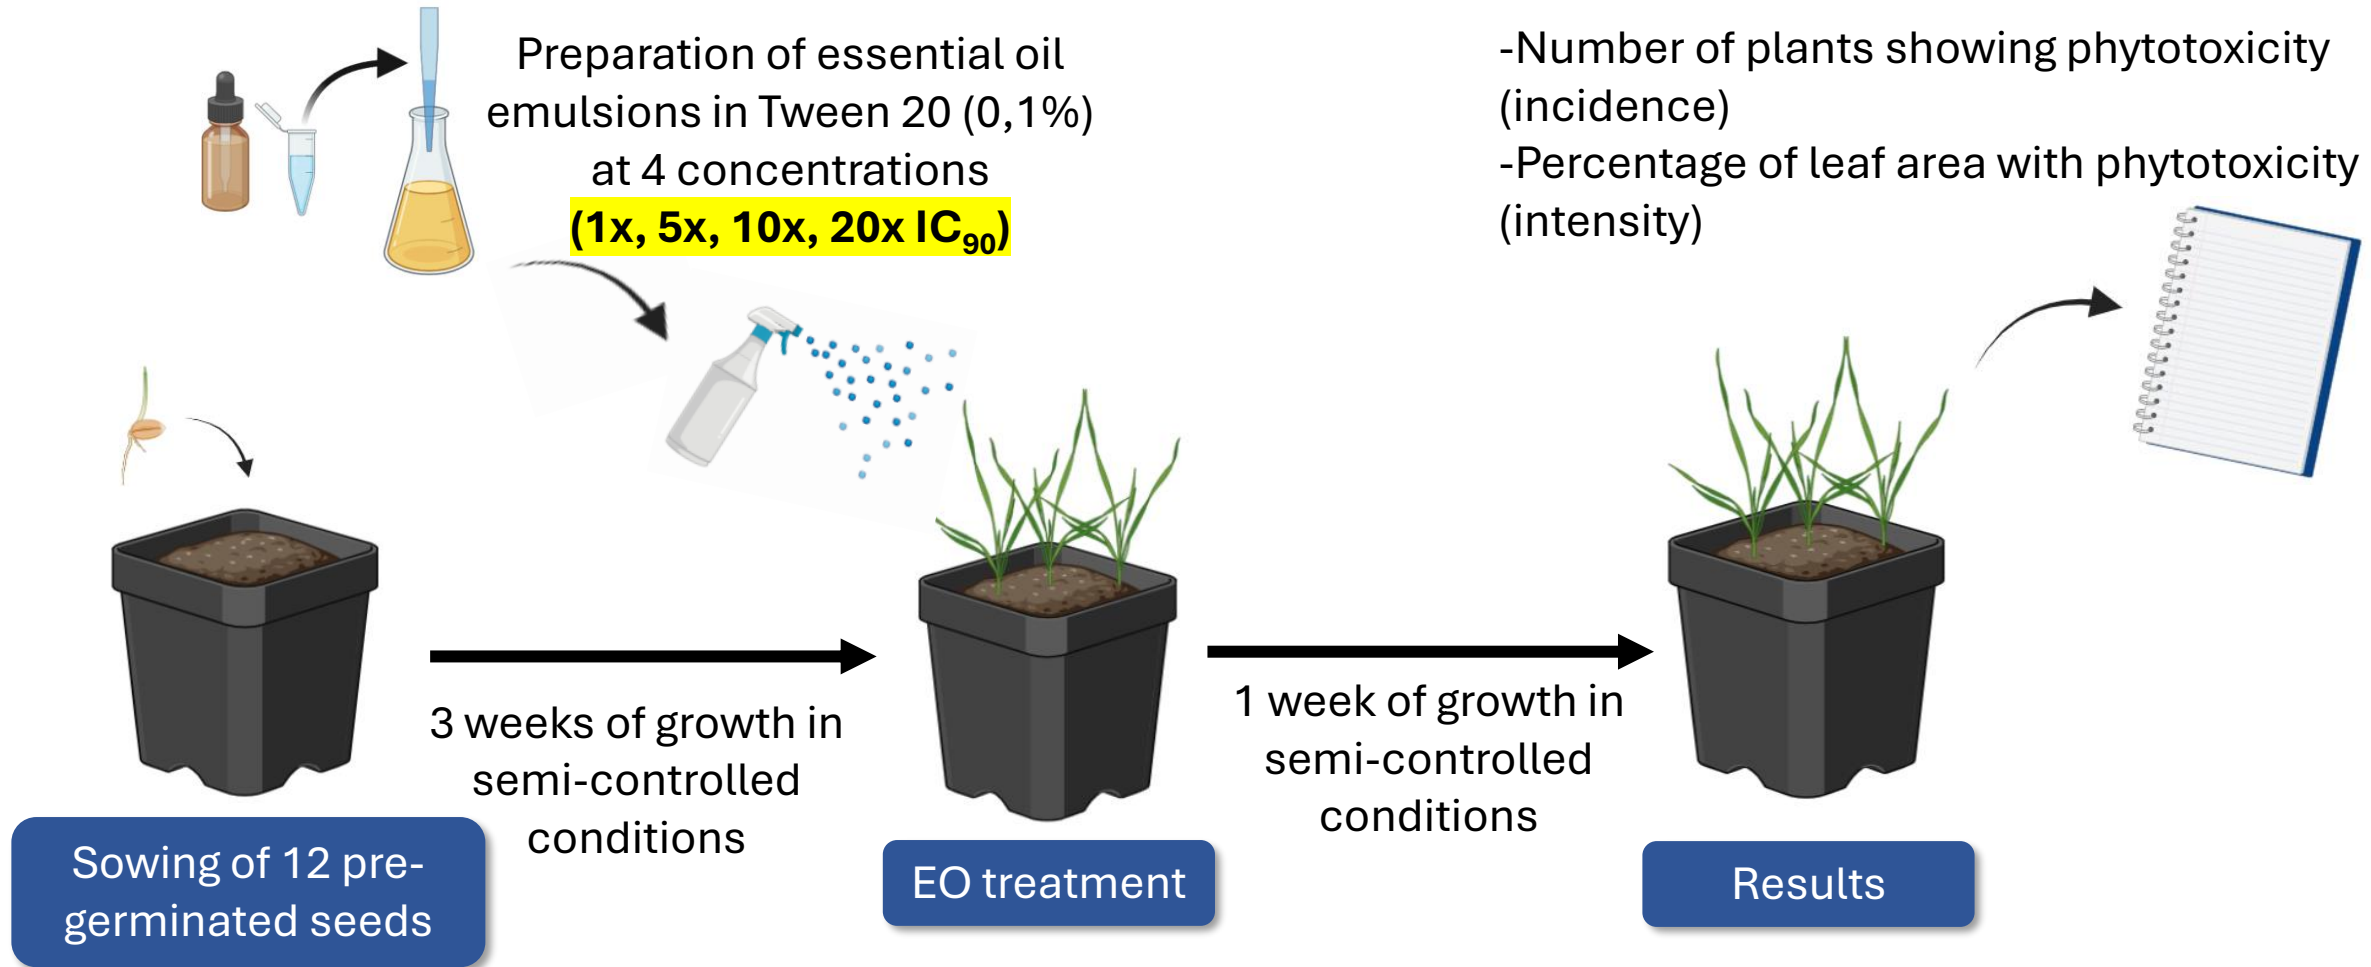 Preparation of essential oil
emulsions in Tween 20 (0,1%)
at 4 concentrations
(1x, 5x, 10x, 20x IC90)
-Number of plants showing phytotoxicity
(incidence)
-Percentage of leaf area with phytotoxicity
(intensity)
3 weeks of growth in
semi-controlled
conditions
1 week of growth in
semi-controlled
conditions
Sowing of 12 pre-
germinated seeds
EO treatment
Results